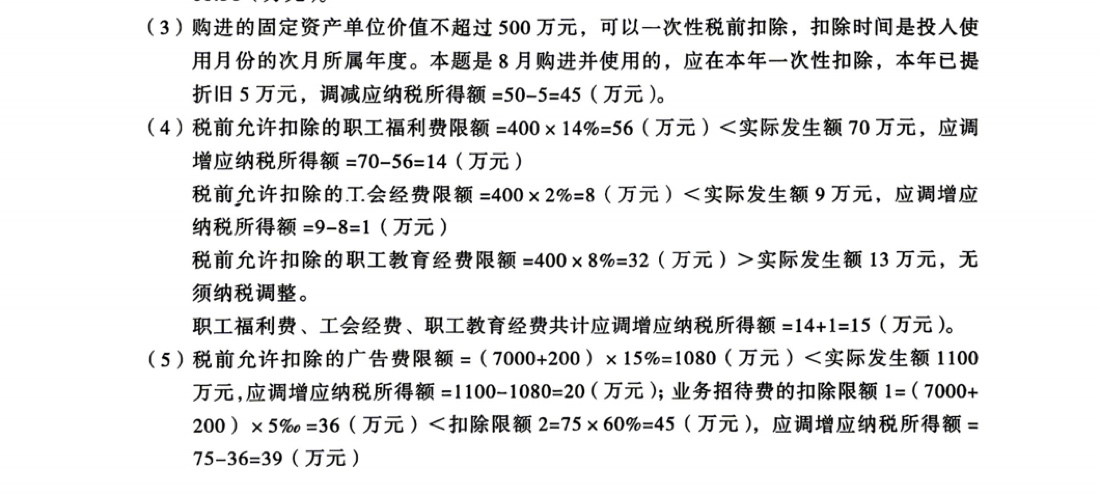 (3)购进的固定资产单位价值不超过500万元,可以一次性税前扣除,扣除时间是投入使
用月份的次月所属年度。本题是8月购进并使用的,应在本年一次性扣除,本年已提
折旧5万元,调减应纳税所得额=50-5=45(万元)。
(4)税前允许扣除的职工福利费限额=400×14%=56(万元)<实际发生额70万元,应调
增应纳税所得额=70-56=14(万元)
税前允许扣除的工会经费限额=400×2%=8(万元)<实际发生额9万元,应调增应
纳税所得额=9-8=1(万元)
税前允许扣除的职工教育经费限额=400×8%=32(万元)>实际发生额13万元,无
须纳税调整。
职工福利费、工会经费、职工教育经费共计应调增应纳税所得额=14+1=15(万元)。
(5)税前允许扣除的广告费限额=(7000+200)×15%=1080(万元)<实际发生额1100
万元,应调增应纳税所得额=1100-1080=20(万元);业务招待费的扣除限额1=(7000+
200)×5‰=36(万元)<扣除限额2=75×60%=45(万元),应调增应纳税所得额=
75-36=39(万元)